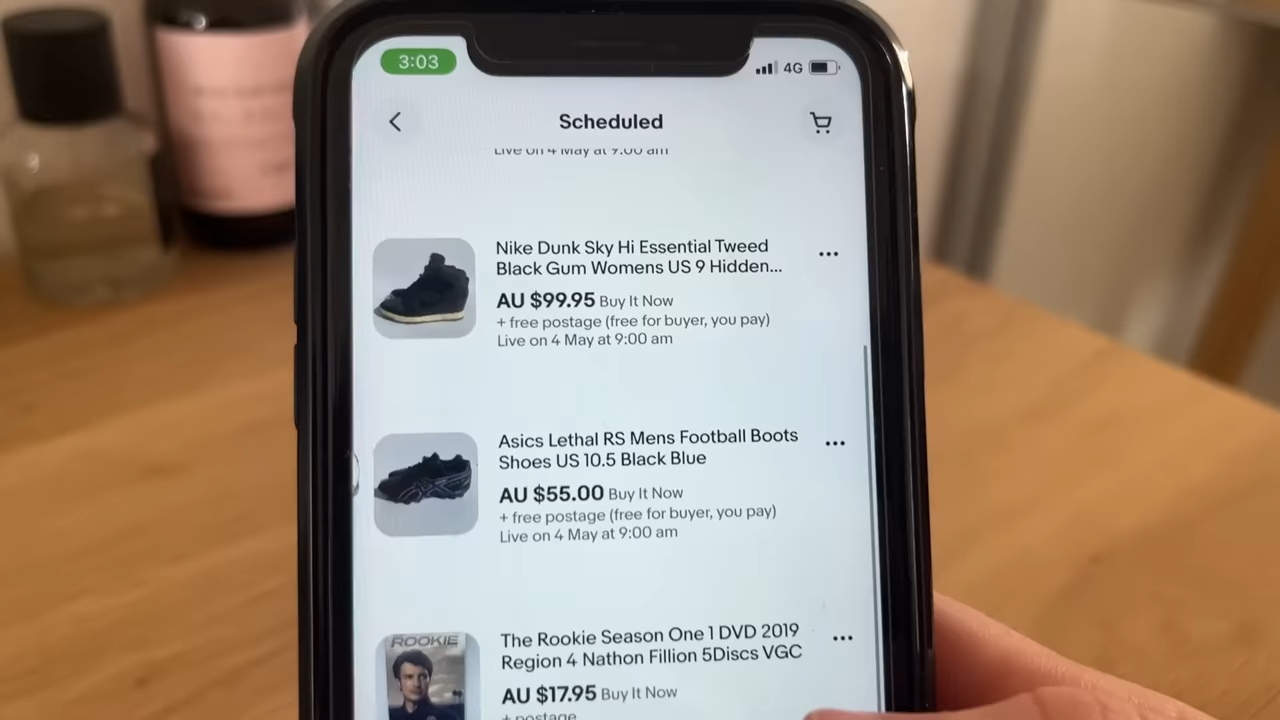 3:03
4G
Scheduled
Live on 4 May at 9:00 am
Nike Dunk Sky Hi Essential Tweed
Black Gum Womens US 9 Hidden...
AU $99.95 Buy It Now
+ free postage (free for buyer, you pay)
Live on 4 May at 9:00 am
Asics Lethal RS Mens Football Boots
Shoes US 10.5 Black Blue
AU $55.00 Buy It Now
+ free postage (free for buyer, you pay)
Live on 4 May at 9:00 am
ROOKIE
The Rookie Season One 1 DVD 2019
Region 4 Nathon Fillion 5Discs VGC
AU $17.95 Buy It Now
+ postage